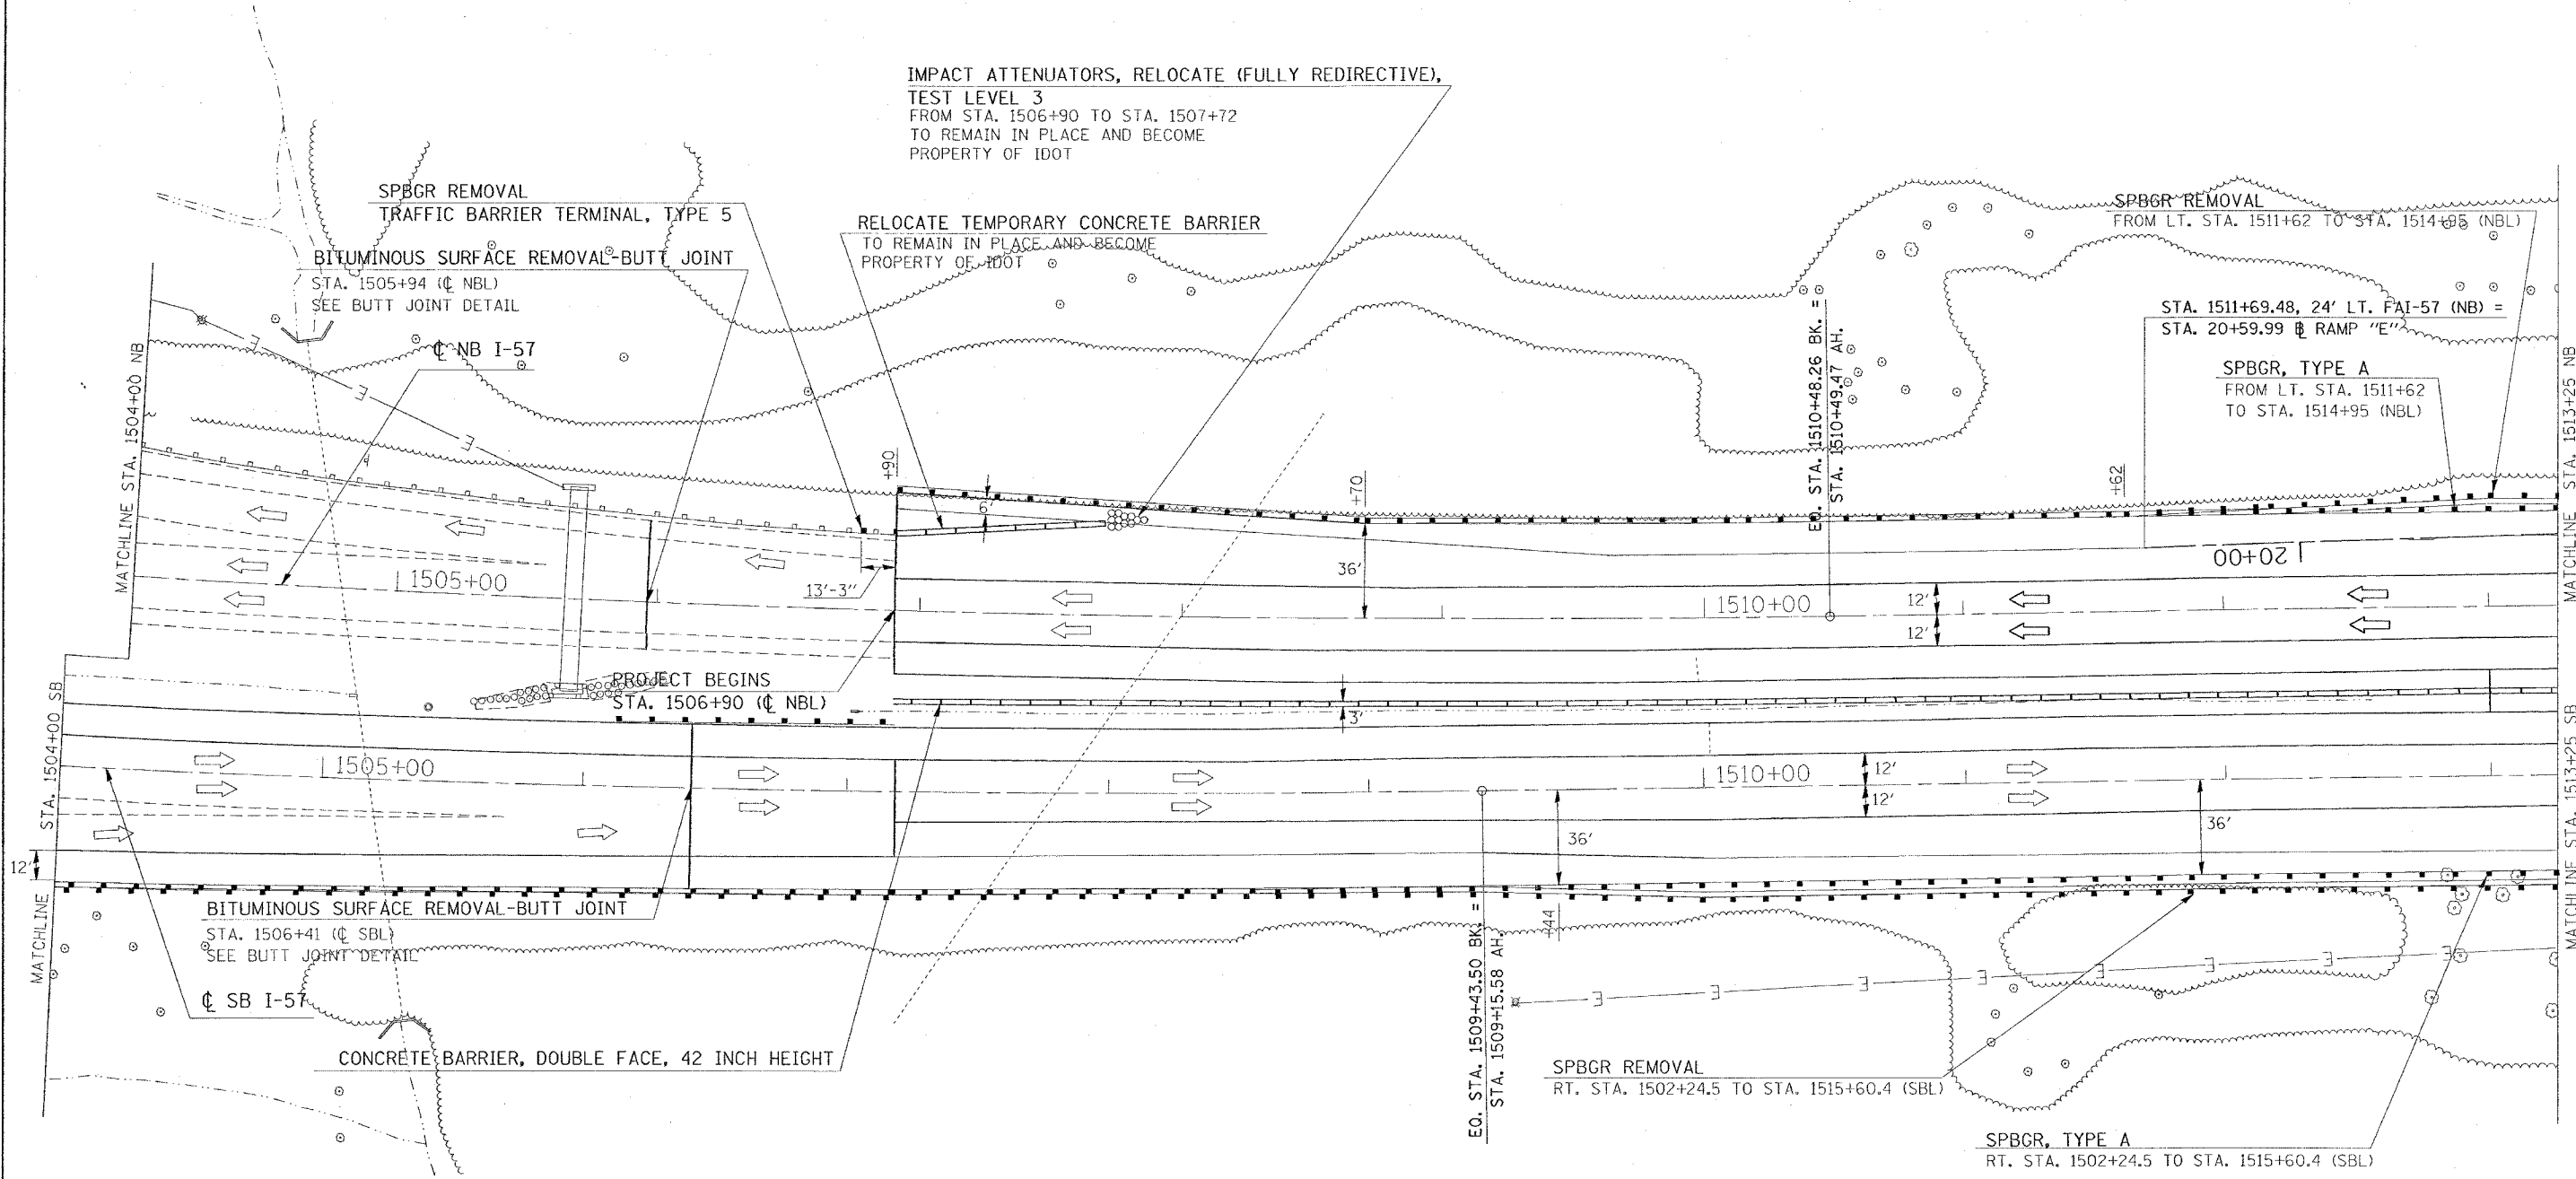 IMPACT ATTENUATORS, RELOCATE (FULLY REDIRECTIVE),
TEST LEVEL 3
FROM STA. 1506+90 TO STA. 1507+72
TO REMAIN IN PLACE AND BECOME
PROPERTY OF IDOT
SPBGR REMOVAL
TRAFFIC BARRIER TERMINAL, TYPE 5
RELOCATE TEMPORARY CONCRETE BARRIER
TO REMAIN IN PLACE AND BECOME
PROPERTY OF IDOT
BITUMINOUS SURFACE REMOVAL-BUTT JOINT
STA. 1505+94 (℄ NBL)
SEE BUTT JOINT DETAIL
℄ NB I-57
SPBGR REMOVAL
FROM LT. STA. 1511+62 TO STA. 1514+95 (NBL)
STA. 1511+69.48, 24' LT. FAI-57 (NB) =
STA. 20+59.99 ℄ RAMP "E"
SPBGR, TYPE A
FROM LT. STA. 1511+62
TO STA. 1514+95 (NBL)
EQ. STA. 1510+48.26 BK. =
STA. 1510+49.47 AH.
MATCHLINE STA. 1504+00 NB
MATCHLINE STA. 1513+25 NB
+90
6'
+70
+62
1505+00
13'-3"
36'
20+00
1510+00
12'
12'
PROJECT BEGINS
STA. 1506+90 (℄ NBL)
3'
MATCHLINE STA. 1504+00 SB
MATCHLINE STA. 1513+25 SB
1505+00
1510+00
12'
12'
36'
36'
12'
+44
BITUMINOUS SURFACE REMOVAL-BUTT JOINT
STA. 1506+41 (℄ SBL)
SEE BUTT JOINT DETAIL
℄ SB I-57
CONCRETE BARRIER, DOUBLE FACE, 42 INCH HEIGHT
EQ. STA. 1509+43.50 BK. =
STA. 1509+15.58 AH.
SPBGR REMOVAL
RT. STA. 1502+24.5 TO STA. 1515+60.4 (SBL)
SPBGR, TYPE A
RT. STA. 1502+24.5 TO STA. 1515+60.4 (SBL)
E
E
E
E
E
E
E
E
E
E
E